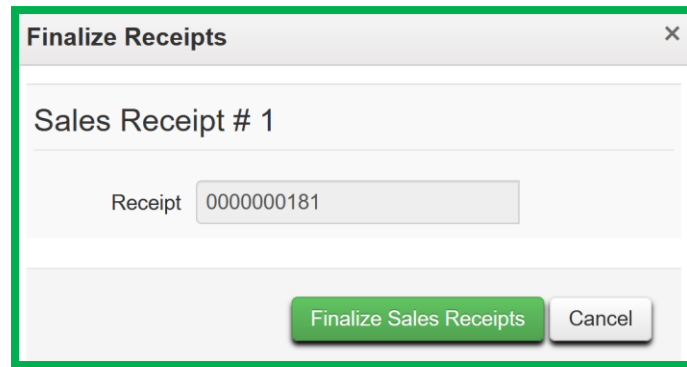 Finalize Receipts ×
Sales Receipt # 1
Receipt 0000000181
Finalize Sales Receipts Cancel